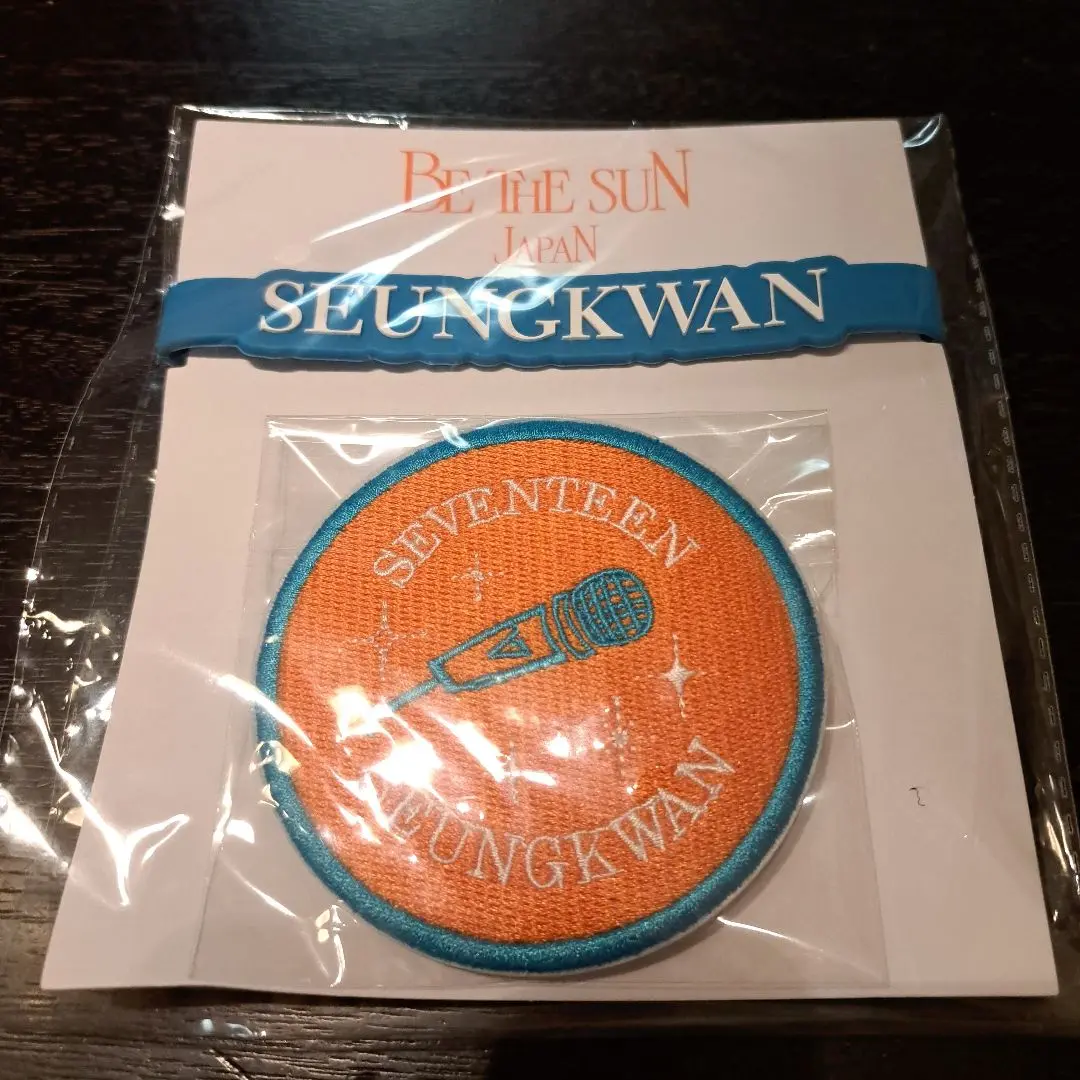 BE THE SUN
JAPAN
SEUNGKWAN
SEVENTEEN
SEUNGKWAN